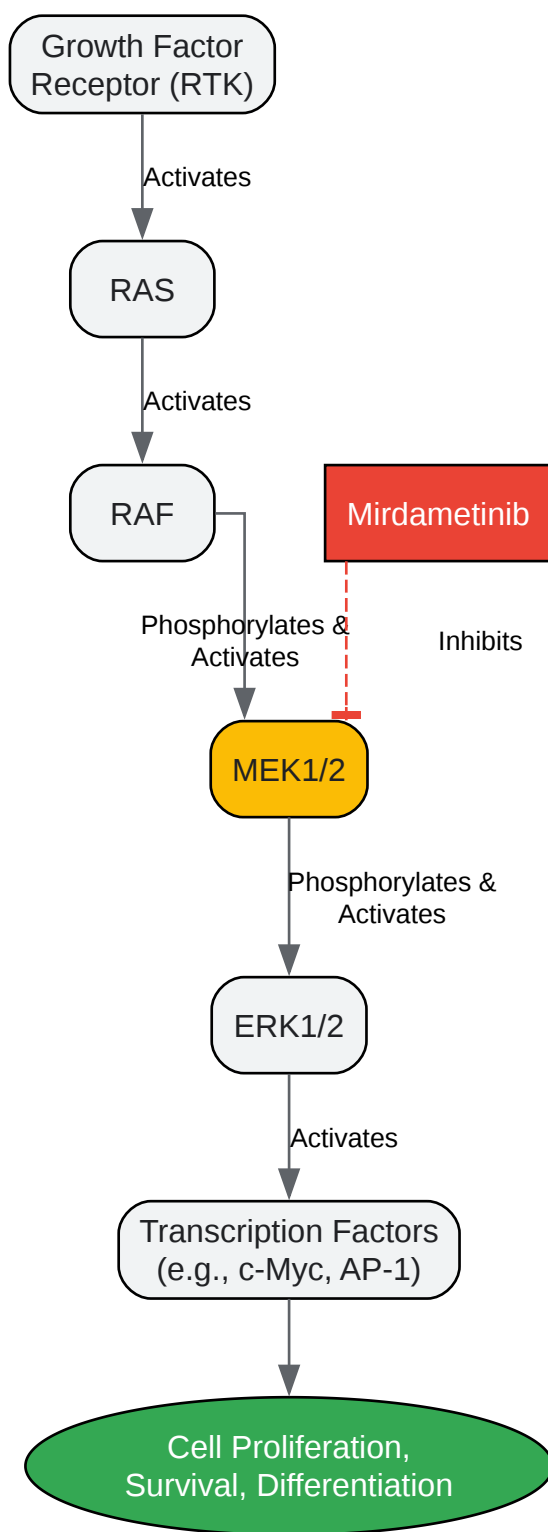 Growth Factor
Receptor (RTK)
Activates
RAS
Activates
RAF
Mirdametinib
Phosphorylates &
Activates
Inhibits
MEK1/2
Phosphorylates &
Activates
ERK1/2
Activates
Transcription Factors
(e.g., c-Myc, AP-1)
Cell Proliferation,
Survival, Differentiation